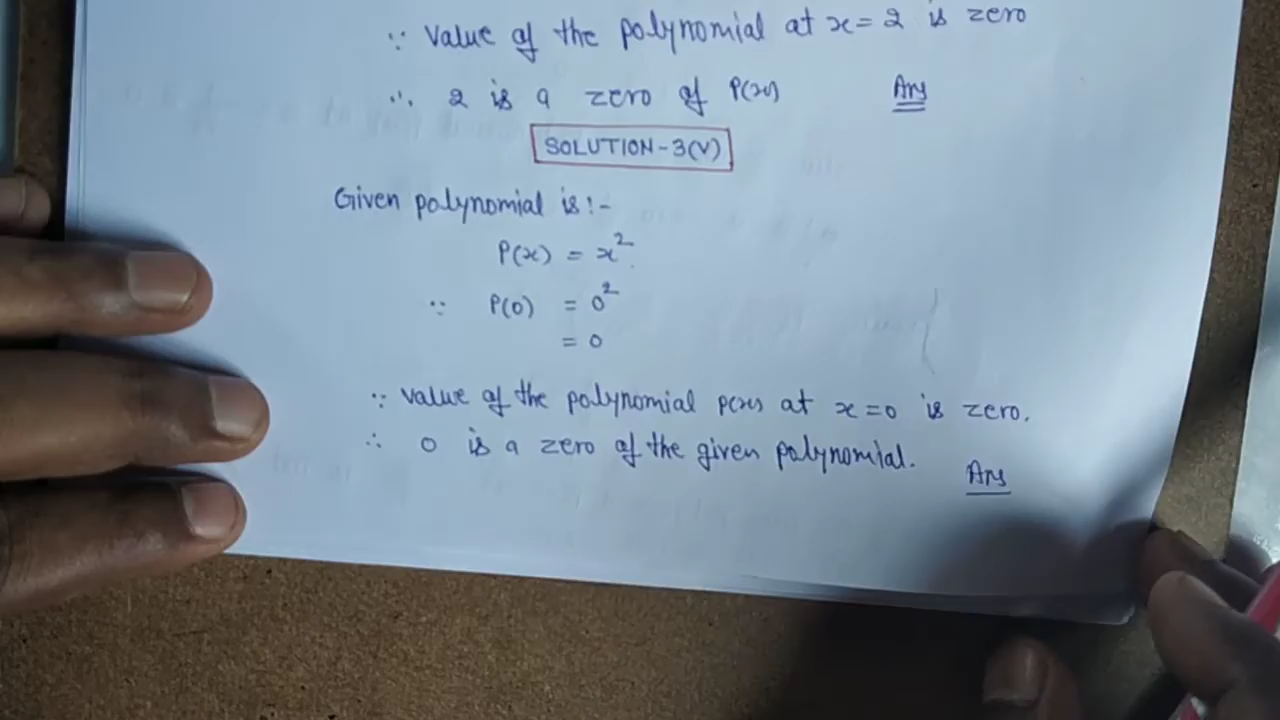 ∵ Value of the polynomial at x=2 is zero
∴ 2 is a zero of P(x) Ans
SOLUTION-3(V)
Given polynomial is:-
P(x) = x²
∵ P(0) = 0²
= 0
∵ Value of the polynomial p(x) at x=0 is zero.
∴ 0 is a zero of the given polynomial. Ans